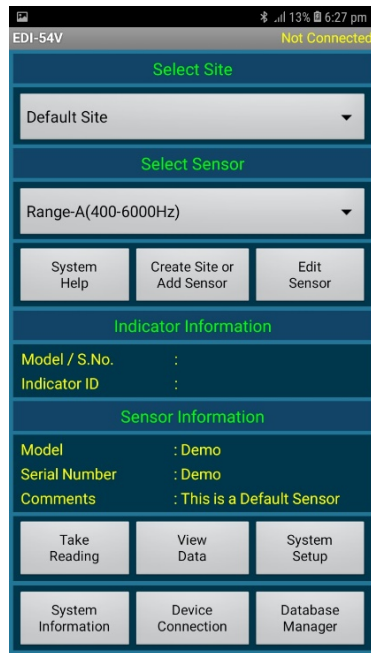 13% 6:27 pm
EDI-54V Not Connected
Select Site
Default Site
Select Sensor
Range-A(400-6000Hz)
System Help
Create Site or Add Sensor
Edit Sensor
Indicator Information
Model / S.No. :
Indicator ID :
Sensor Information
Model : Demo
Serial Number : Demo
Comments : This is a Default Sensor
Take Reading
View Data
System Setup
System Information
Device Connection
Database Manager